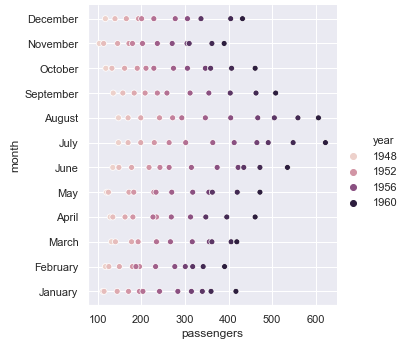 December
November
October
September
August
July
June
May
April
March
February
January
month
100 200 300 400 500 600
passengers
year
1948
1952
1956
1960